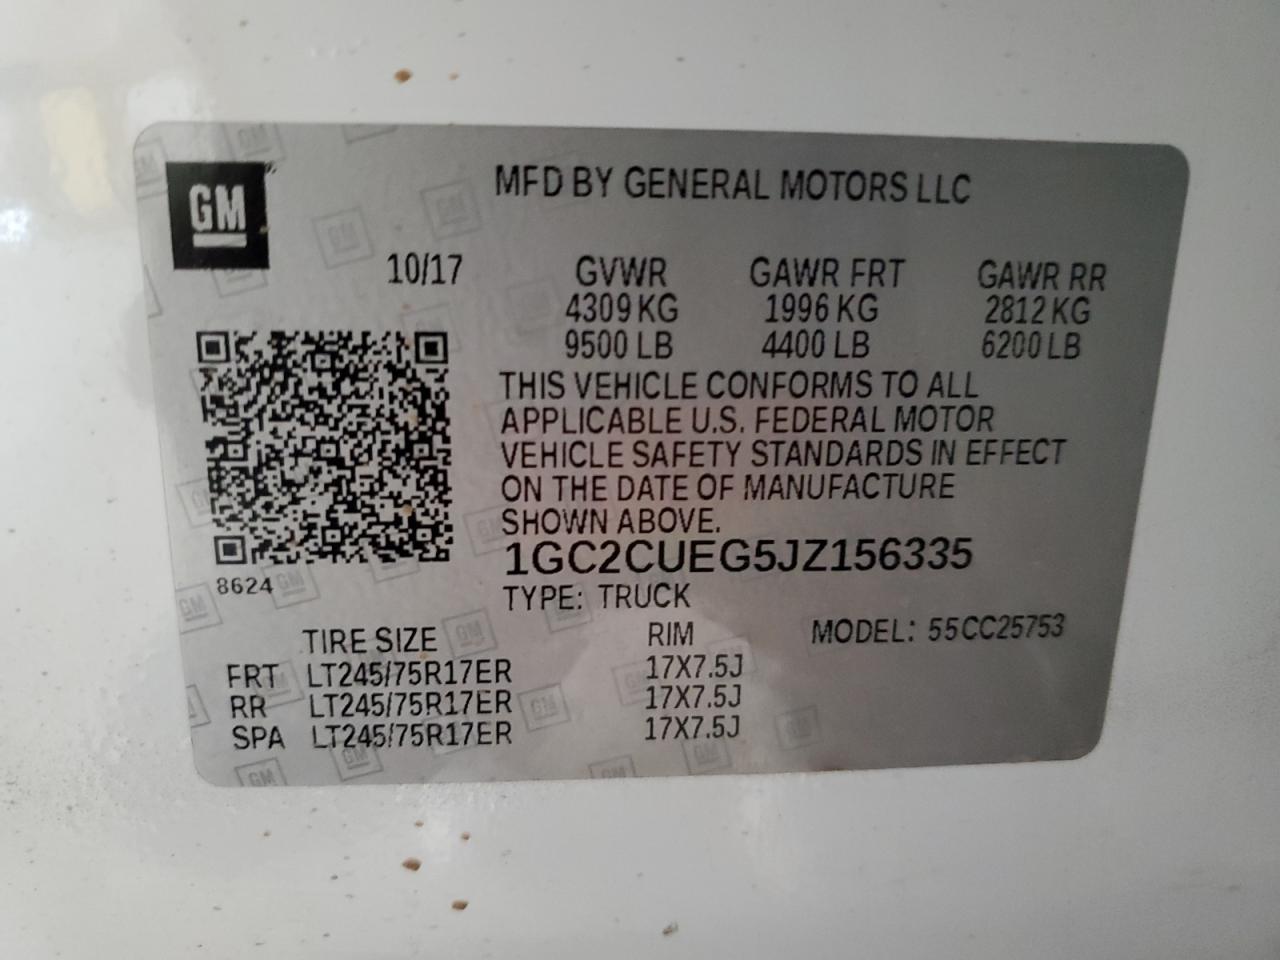 GM
MFD BY GENERAL MOTORS LLC
10/17 GVWR GAWR FRT GAWR RR
4309 KG 1996 KG 2812 KG
9500 LB 4400 LB 6200 LB
THIS VEHICLE CONFORMS TO ALL
APPLICABLE U.S. FEDERAL MOTOR
VEHICLE SAFETY STANDARDS IN EFFECT
ON THE DATE OF MANUFACTURE
SHOWN ABOVE.
1GC2CUEG5JZ156335
8624
TYPE: TRUCK
TIRE SIZE RIM MODEL: 55CC25753
FRT LT245/75R17ER 17X7.5J
RR LT245/75R17ER 17X7.5J
SPA LT245/75R17ER 17X7.5J